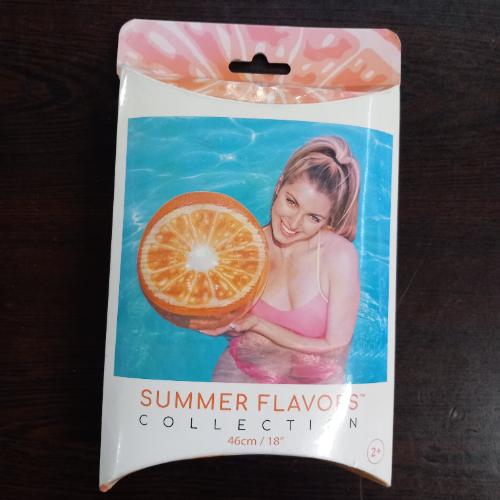 SUMMER FLAVORS™
COLLECTION
46cm / 18"
2+